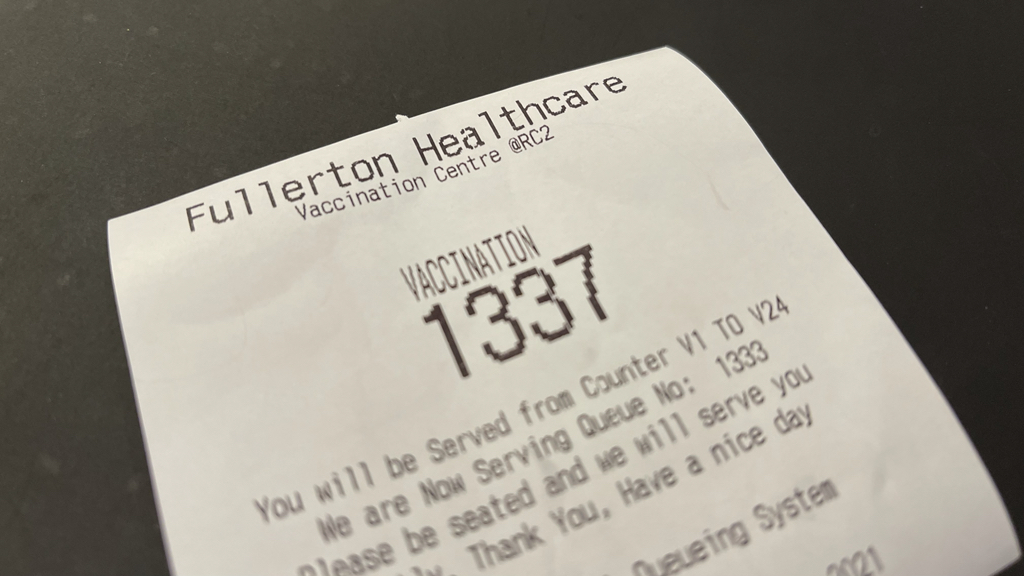 Fullerton Healthcare
Vaccination Centre @RC2
VACCINATION
1337
You will be Served from Counter V1 TO V24
We are Now Serving Queue No: 1333
Please be seated and we will serve you
Thank You, Have a nice day
Queueing System
2021